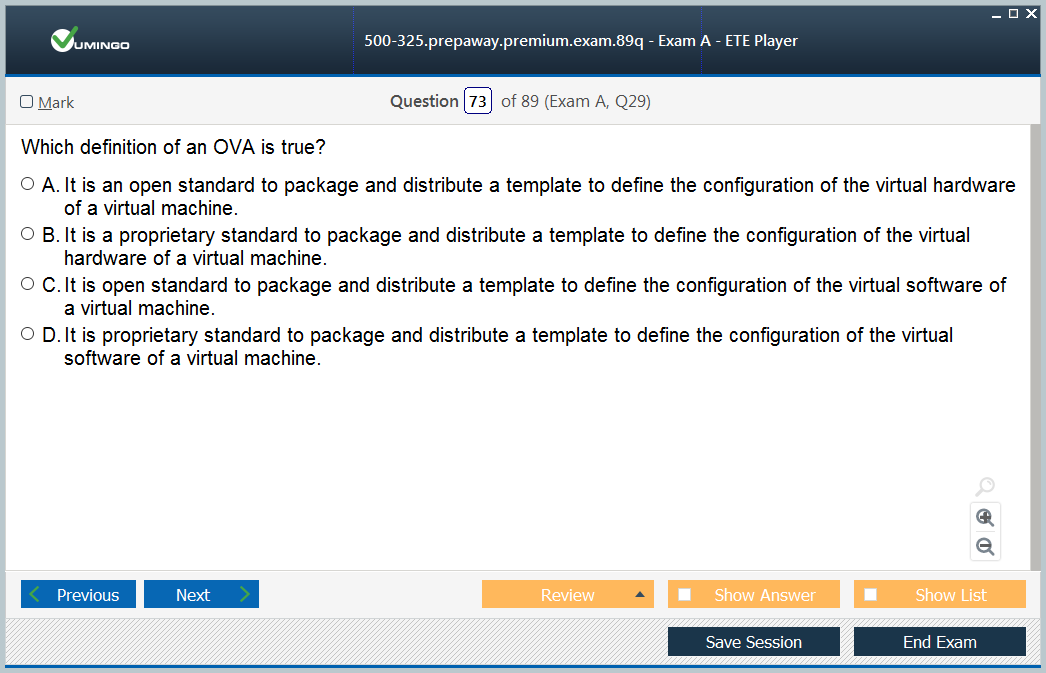 VUMINGO
500-325.prepaway.premium.exam.89q - Exam A - ETE Player
Mark
Question 73 of 89 (Exam A, Q29)
Which definition of an OVA is true?
A. It is an open standard to package and distribute a template to define the configuration of the virtual hardware
of a virtual machine.
B. It is a proprietary standard to package and distribute a template to define the configuration of the virtual
hardware of a virtual machine.
C. It is open standard to package and distribute a template to define the configuration of the virtual software of
a virtual machine.
D. It is proprietary standard to package and distribute a template to define the configuration of the virtual
software of a virtual machine.
Previous
Next
Review
Show Answer
Show List
Save Session
End Exam